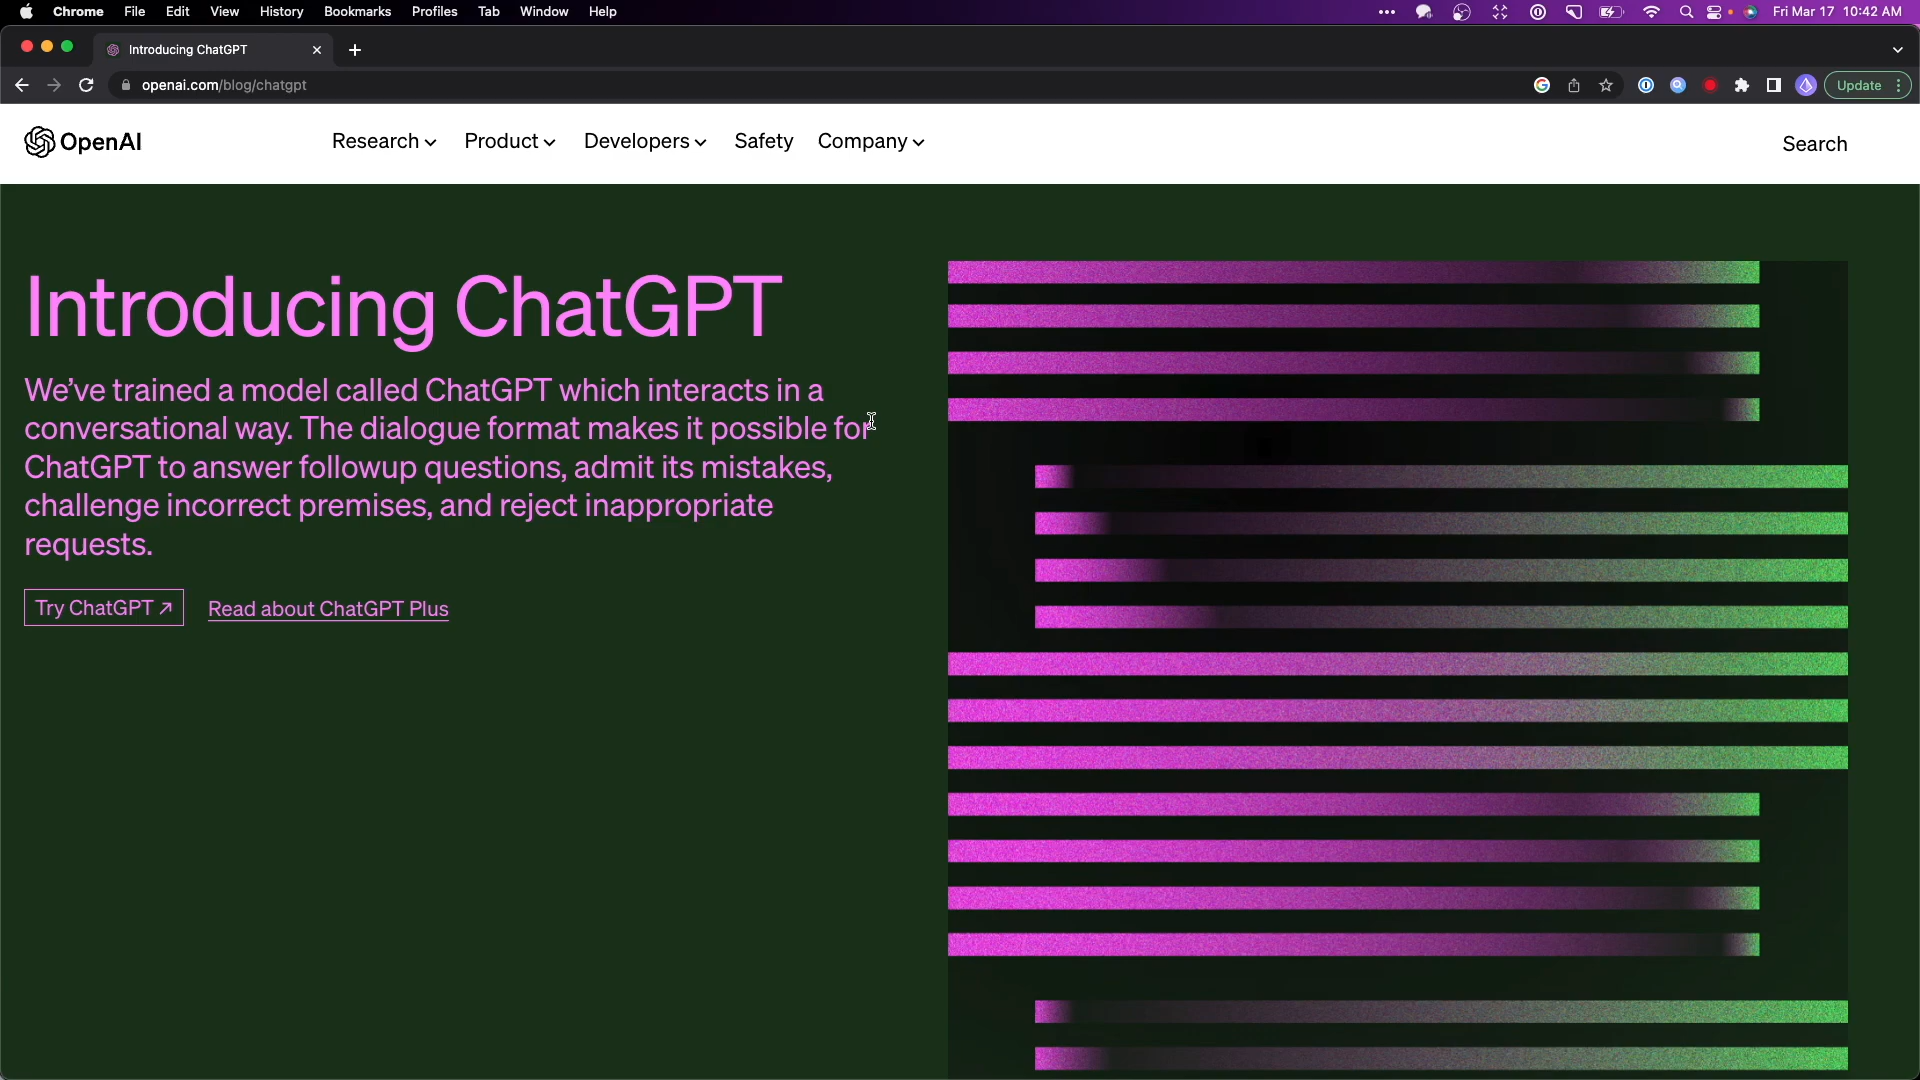 Chrome File Edit View History Bookmarks Profiles Tab Window Help Fri Mar 17 10:42 AM
Introducing ChatGPT
openai.com/blog/chatgpt Update
OpenAI Research Product Developers Safety Company Search
Introducing ChatGPT
We’ve trained a model called ChatGPT which interacts in a
conversational way. The dialogue format makes it possible for
ChatGPT to answer followup questions, admit its mistakes,
challenge incorrect premises, and reject inappropriate
requests.
Try ChatGPT ↗ Read about ChatGPT Plus